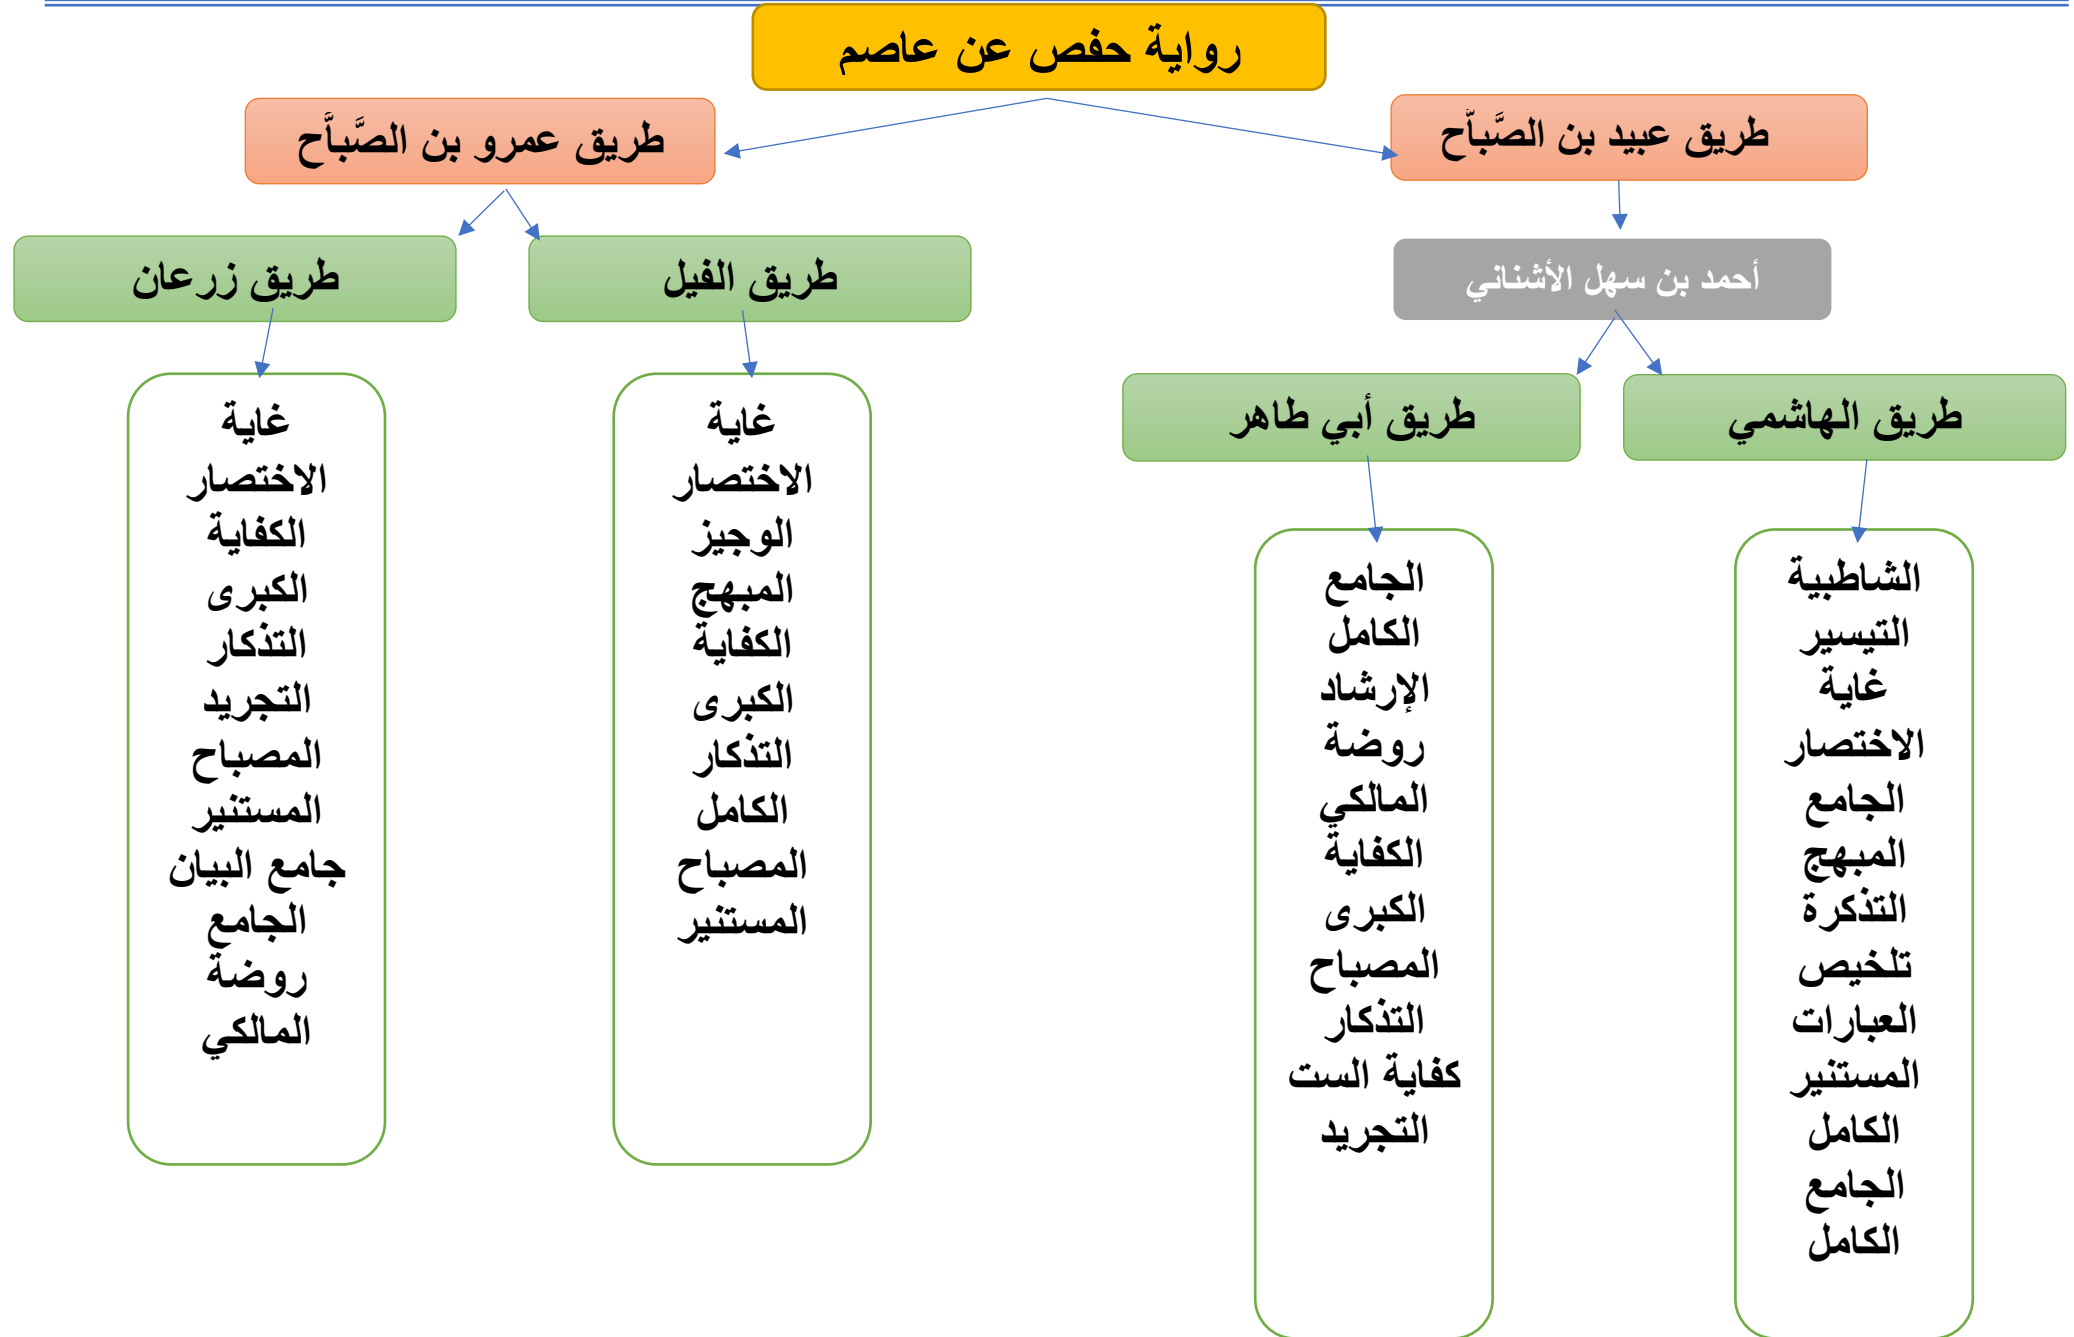 رواية حفص عن عاصم
طريق عبيد بن الصَّباَّح
طريق عمرو بن الصَّباَّح
أحمد بن سهل الأشناني
طريق الفيل
طريق زرعان
طريق الهاشمي
طريق أبي طاهر
الشاطبية
التيسير
غاية
الاختصار
الجامع
المبهج
التذكرة
تلخيص
العبارات
المستنير
الكامل
الجامع
الكامل
الجامع
الكامل
الإرشاد
روضة
المالكي
الكفاية
الكبرى
المصباح
التذكار
كفاية الست
التجريد
غاية
الاختصار
الوجيز
المبهج
الكفاية
الكبرى
التذكار
الكامل
المصباح
المستنير
غاية
الاختصار
الكفاية
الكبرى
التذكار
التجريد
المصباح
المستنير
جامع البيان
الجامع
روضة
المالكي